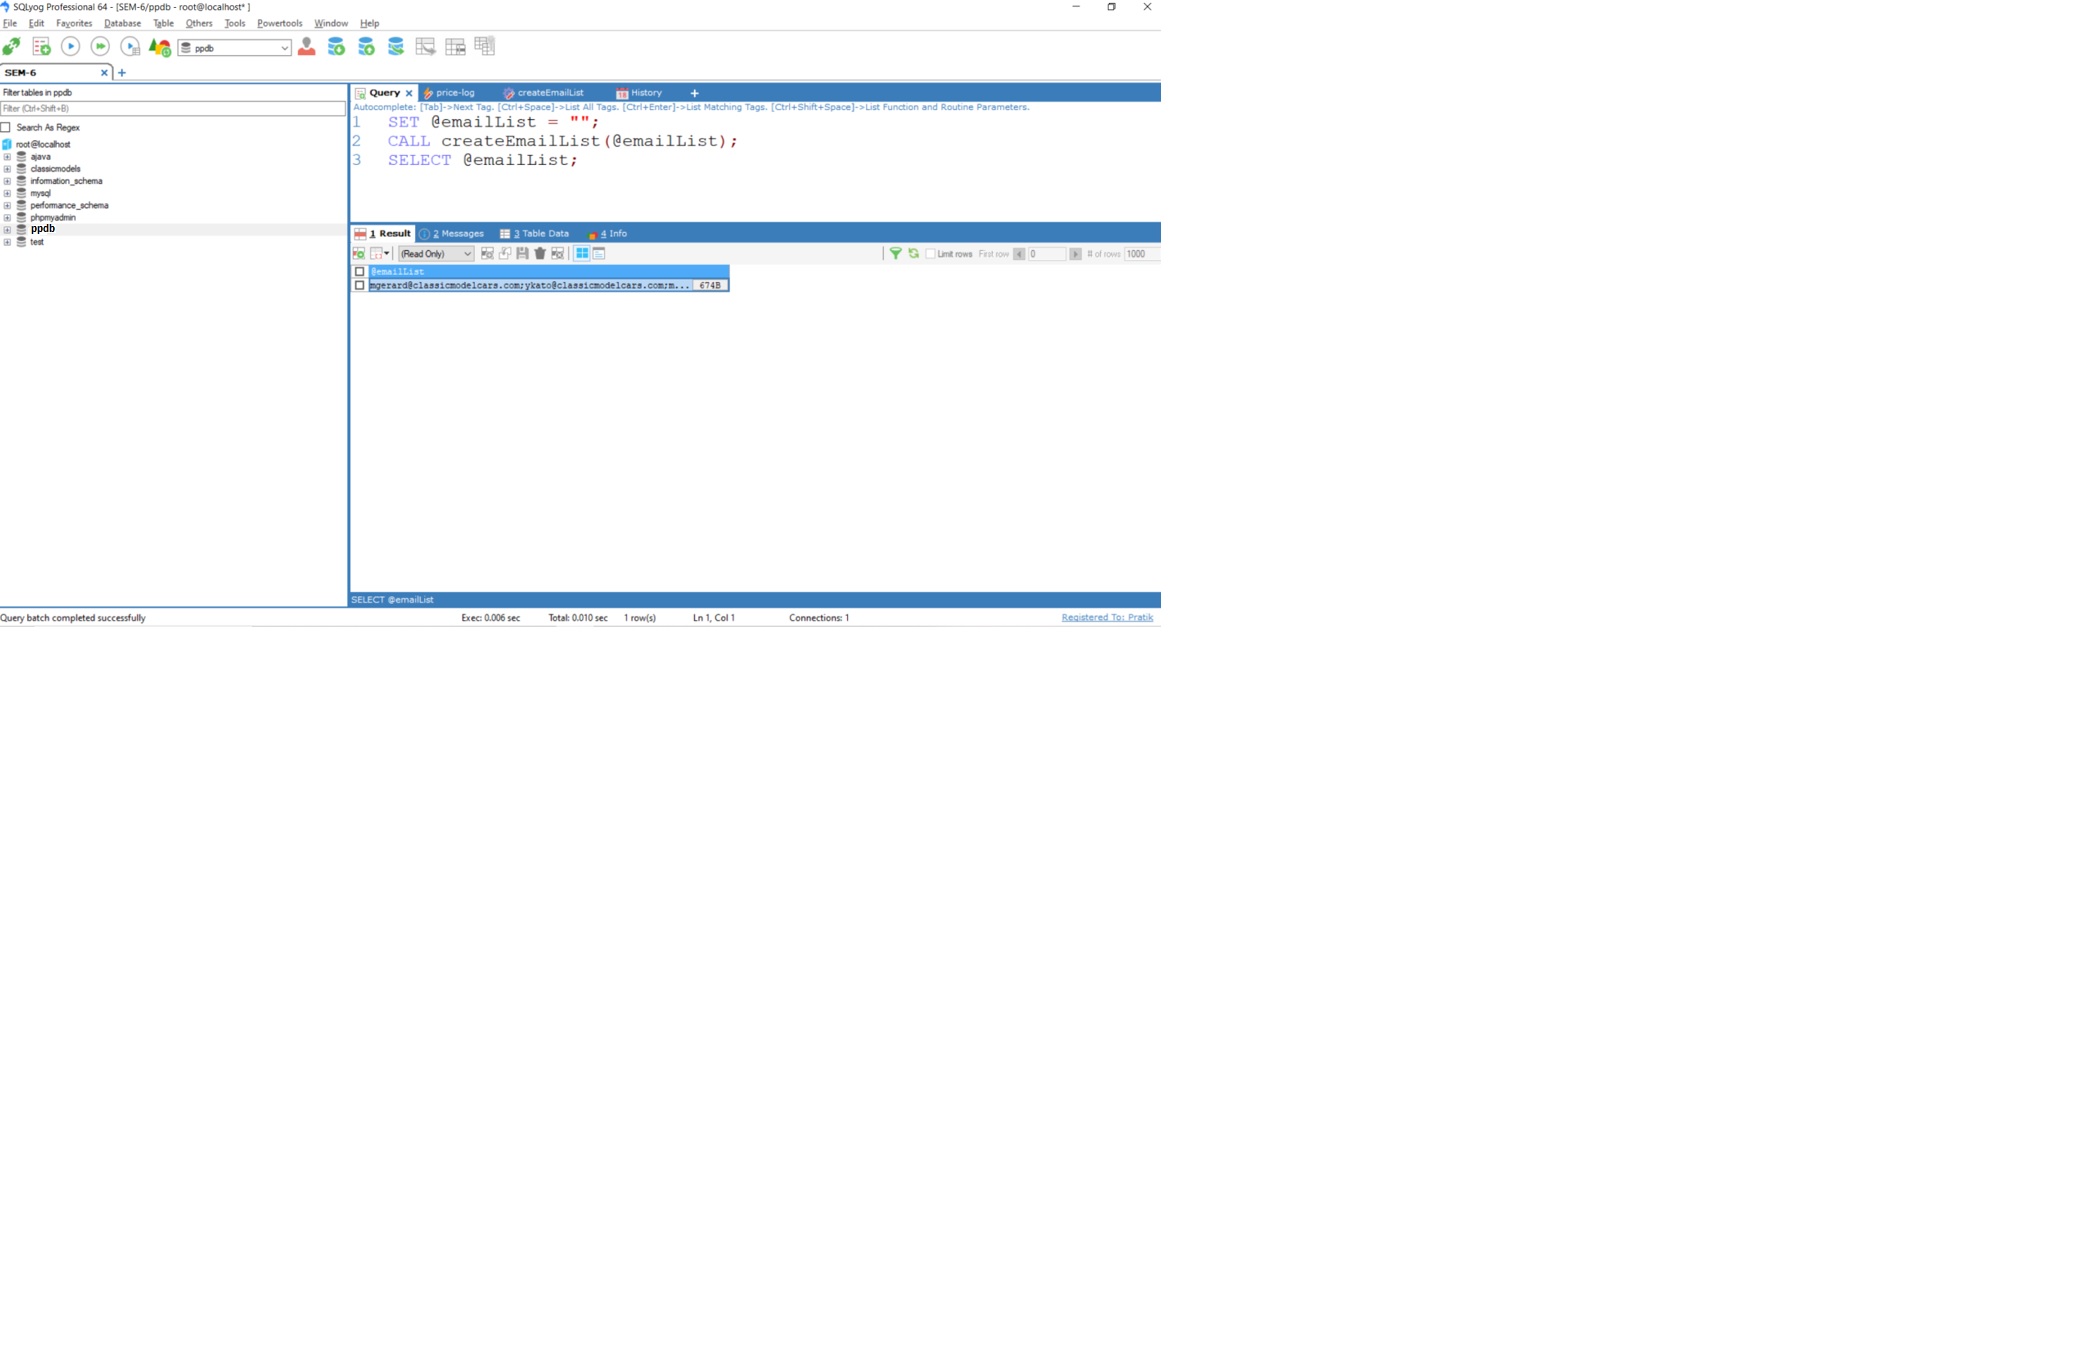 SQLyog Professional 64 - [SEM-6/ppdb - root@localhost* ]
File Edit Favorites Database Table Others Tools Powertools Window Help
ppdb
SEM-6
Filter tables in ppdb
Filter (Ctrl+Shift+B)
Search As Regex
root@localhost
ajava
classicmodels
information_schema
mysql
performance_schema
phpmyadmin
ppdb
test
Query price-log createEmailList 18 History +
Autocomplete: [Tab]->Next Tag. [Ctrl+Space]->List All Tags. [Ctrl+Enter]->List Matching Tags. [Ctrl+Shift+Space]->List Function and Routine Parameters.
1 SET @emailList = "";
2 CALL createEmailList(@emailList);
3 SELECT @emailList;
1 Result 2 Messages 3 Table Data 4 Info
(Read Only) Limit rows First row 0 # of rows 1000
@emailList
mgerard@classicmodelcars.com;ykato@classicmodelcars.com;m... 674B
SELECT @emailList
Query batch completed successfully Exec: 0.006 sec Total: 0.010 sec 1 row(s) Ln 1, Col 1 Connections: 1 Registered To: Pratik